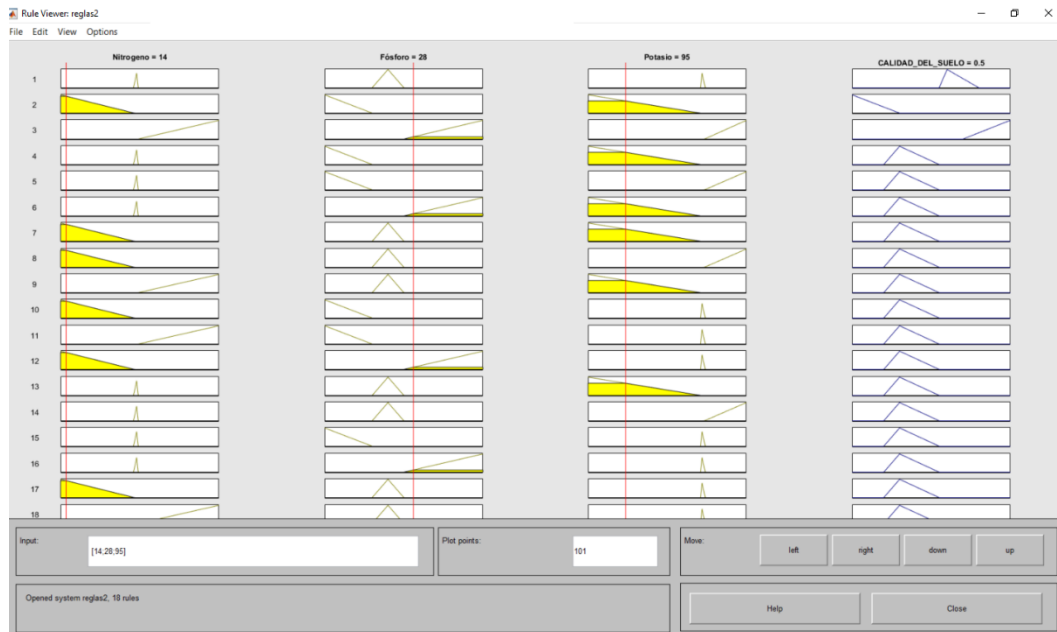 Rule Viewer: reglas2
File Edit View Options
Nitrogeno = 14
Fósforo = 28
Potasio = 95
CALIDAD_DEL_SUELO = 0.5
1
2
3
4
5
6
7
8
9
10
11
12
13
14
15
16
17
18
Input:
[14;28;95]
Plot points:
101
Move:
left
right
down
up
Opened system reglas2, 18 rules
Help
Close